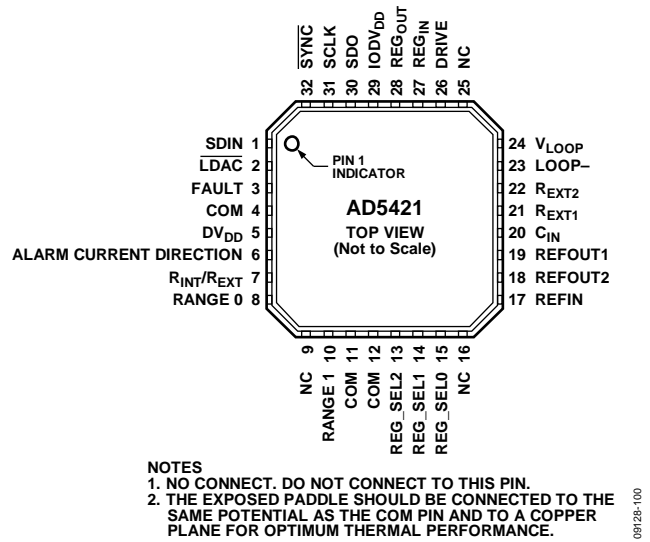 32 SYNC
31 SCLK
30 SDO
29 IODVDD
28 REGOUT
27 REGIN
26 DRIVE
25 NC
SDIN 1
LDAC 2
FAULT 3
COM 4
DVDD 5
ALARM CURRENT DIRECTION 6
RINT/REXT 7
RANGE 0 8
PIN 1
INDICATOR
AD5421
TOP VIEW
(Not to Scale)
24 VLOOP
23 LOOP–
22 REXT2
21 REXT1
20 CIN
19 REFOUT1
18 REFOUT2
17 REFIN
NC 9
RANGE 1 10
COM 11
COM 12
REG_SEL2 13
REG_SEL1 14
REG_SEL0 15
NC 16
NOTES
1. NO CONNECT. DO NOT CONNECT TO THIS PIN.
2. THE EXPOSED PADDLE SHOULD BE CONNECTED TO THE
SAME POTENTIAL AS THE COM PIN AND TO A COPPER
PLANE FOR OPTIMUM THERMAL PERFORMANCE.
09128-100